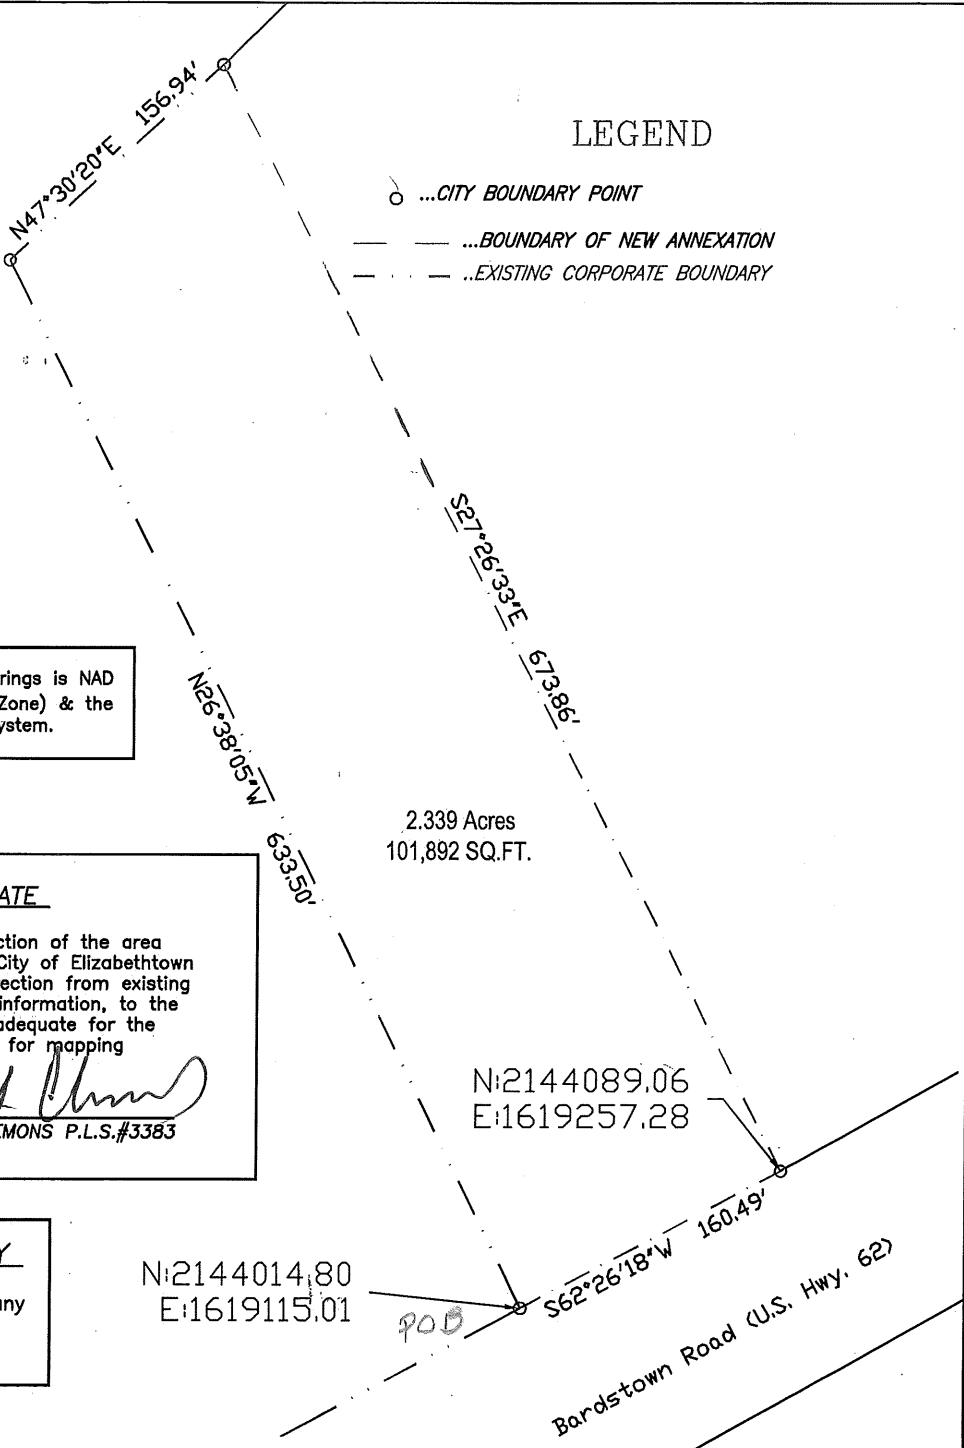 N47°30'20"E 156.94'
LEGEND
...CITY BOUNDARY POINT
...BOUNDARY OF NEW ANNEXATION
..EXISTING CORPORATE BOUNDARY
S27°26'33"E 673.86'
rings is NAD
Zone) & the
ystem.
N26°38'05"W 633.50'
2.339 Acres
101,892 SQ.FT.
ATE
ction of the area
City of Elizabethtown
ection from existing
information, to the
adequate for the
for mapping
EMONS P.L.S.#3383
N:2144089.06
E:1619257.28
S62°26'18"W 160.49'
Y
any
N:2144014.80
E:1619115.01
POB
Bardstown Road (U.S. Hwy. 62)